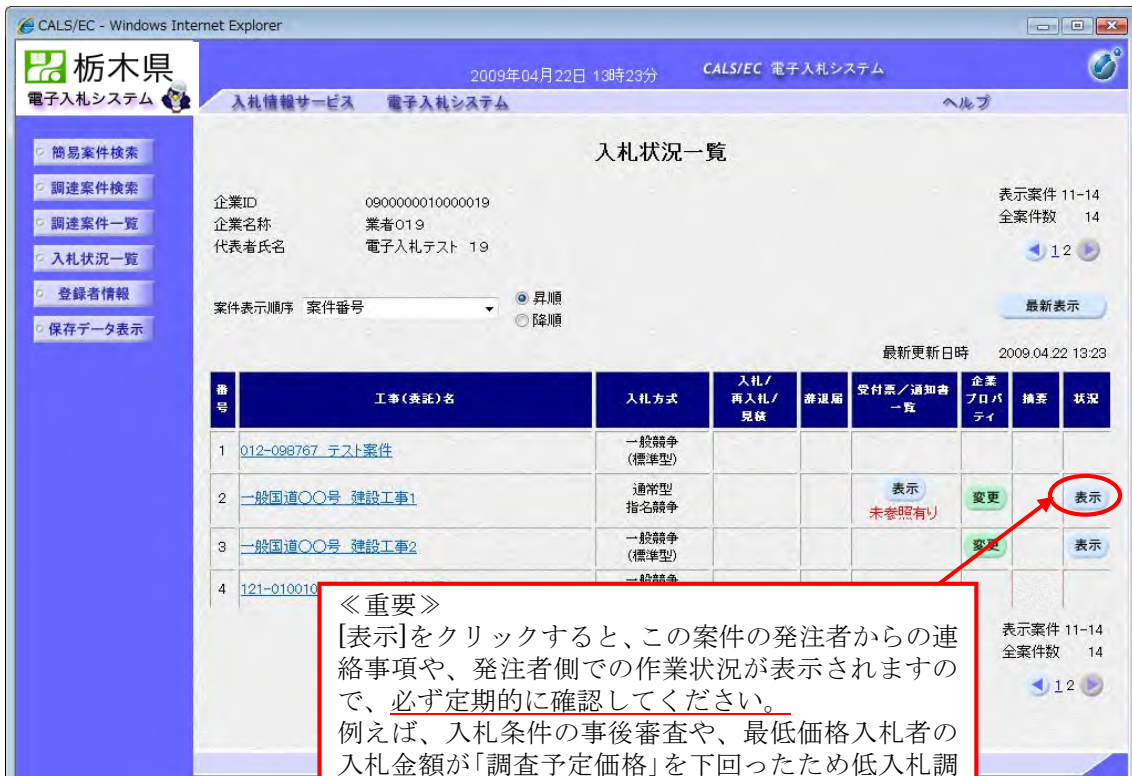 CALS/EC - Windows Internet Explorer
栃木県
電子入札システム
2009年04月22日 13時23分 CALS/EC 電子入札システム
入札情報サービス 電子入札システム ヘルプ
簡易案件検索
調達案件検索
調達案件一覧
入札状況一覧
登録者情報
保存データ表示
入札状況一覧
表示案件 11-14
全案件数 14
1 2
企業ID 0900000010000019
企業名称 業者019
代表者氏名 電子入札テスト 19
案件表示順序 案件番号
昇順
降順
最新表示
最新更新日時 2009.04.22 13:23
番号 工事(委託)名 入札方式 入札/再入札/見積 辞退届 受付票/通知書一覧 企業プロパティ 摘要 状況
1 012-098767 テスト案件 一般競争(標準型)
2 一般国道〇〇号 建設工事1 通常型指名競争 表示 未参照有り 変更 表示
3 一般国道〇〇号 建設工事2 一般競争(標準型) 変更 表示
4 121-010010 一般競争
≪重要≫
[表示]をクリックすると、この案件の発注者からの連
絡事項や、発注者側での作業状況が表示されますの
で、必ず定期的に確認してください。
例えば、入札条件の事後審査や、最低価格入札者の
入札金額が「調査予定価格」を下回ったため低入札調
表示案件 11-14
全案件数 14
1 2